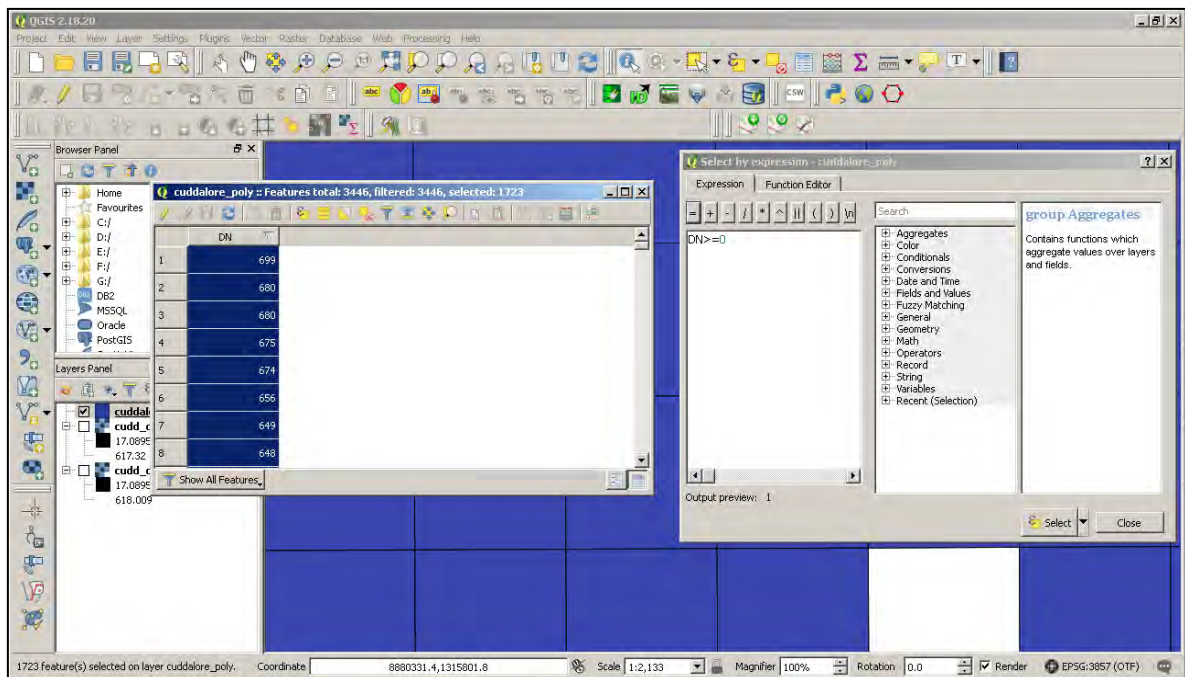 QGIS 2.18.20
Project Edit View Layer Settings Plugins Vector Raster Database Web Processing Help
abc
CSW
Browser Panel
Home
Favourites
C:/
D:/
E:/
F:/
G:/
DB2
MSSQL
Oracle
PostGIS
Layers Panel
cuddal
cudd_
17.0895
617.32
cudd_
17.0895
618.009
cuddalore_poly :: Features total: 3446, filtered: 3446, selected: 1723
DN
1 699
2 680
3 680
4 675
5 674
6 656
7 649
8 648
Show All Features
Select by expression - cuddalore_poly
Expression Function Editor
= + - / * ^ || ( ) \n
DN>=0
Output preview: 1
Search
Aggregates
Color
Conditionals
Conversions
Date and Time
Fields and Values
Fuzzy Matching
General
Geometry
Math
Operators
Record
String
Variables
Recent (Selection)
group Aggregates
Contains functions which
aggregate values over layers
and fields.
Select Close
1723 feature(s) selected on layer cuddalore_poly. Coordinate 8880331.4,1315801.8 Scale 1:2,133 Magnifier 100% Rotation 0.0 Render EPSG:3857 (OTF)